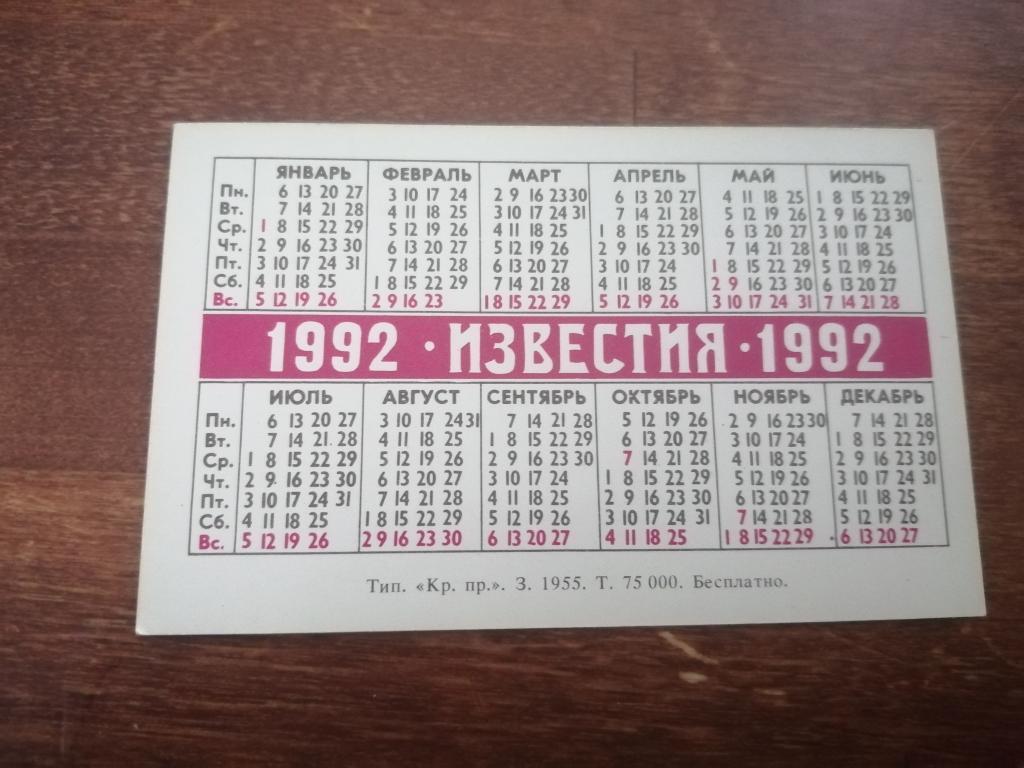 ЯНВАРЬ ФЕВРАЛЬ МАРТ АПРЕЛЬ МАЙ ИЮНЬ
Пн. 6 13 20 27 3 10 17 24 2 9 16 23 30 6 13 20 27 4 11 18 25 1 8 15 22 29
Вт. 7 14 21 28 4 11 18 25 3 10 17 24 31 7 14 21 28 5 12 19 26 2 9 16 23 30
Ср. 1 8 15 22 29 5 12 19 26 4 11 18 25 1 8 15 22 29 6 13 20 27 3 10 17 24
Чт. 2 9 16 23 30 6 13 20 27 5 12 19 26 2 9 16 23 30 7 14 21 28 4 11 18 25
Пт. 3 10 17 24 31 7 14 21 28 6 13 20 27 3 10 17 24 1 8 15 22 29 5 12 19 26
Сб. 4 11 18 25 1 8 15 22 29 7 14 21 28 4 11 18 25 2 9 16 23 30 6 13 20 27
Вс. 5 12 19 26 2 9 16 23 1 8 15 22 29 5 12 19 26 3 10 17 24 31 7 14 21 28
1992 · ИЗВЕСТИЯ · 1992
ИЮЛЬ АВГУСТ СЕНТЯБРЬ ОКТЯБРЬ НОЯБРЬ ДЕКАБРЬ
Пн. 6 13 20 27 3 10 17 24 31 7 14 21 28 5 12 19 26 2 9 16 23 30 7 14 21 28
Вт. 7 14 21 28 4 11 18 25 1 8 15 22 29 6 13 20 27 3 10 17 24 1 8 15 22 29
Ср. 1 8 15 22 29 5 12 19 26 2 9 16 23 30 7 14 21 28 4 11 18 25 2 9 16 23 30
Чт. 2 9 16 23 30 6 13 20 27 3 10 17 24 1 8 15 22 29 5 12 19 26 3 10 17 24 31
Пт. 3 10 17 24 31 7 14 21 28 4 11 18 25 2 9 16 23 30 6 13 20 27 4 11 18 25
Сб. 4 11 18 25 1 8 15 22 29 5 12 19 26 3 10 17 24 31 7 14 21 28 5 12 19 26
Вс. 5 12 19 26 2 9 16 23 30 6 13 20 27 4 11 18 25 1 8 15 22 29 6 13 20 27
Тип. «Кр. пр.». З. 1955. Т. 75 000. Бесплатно.